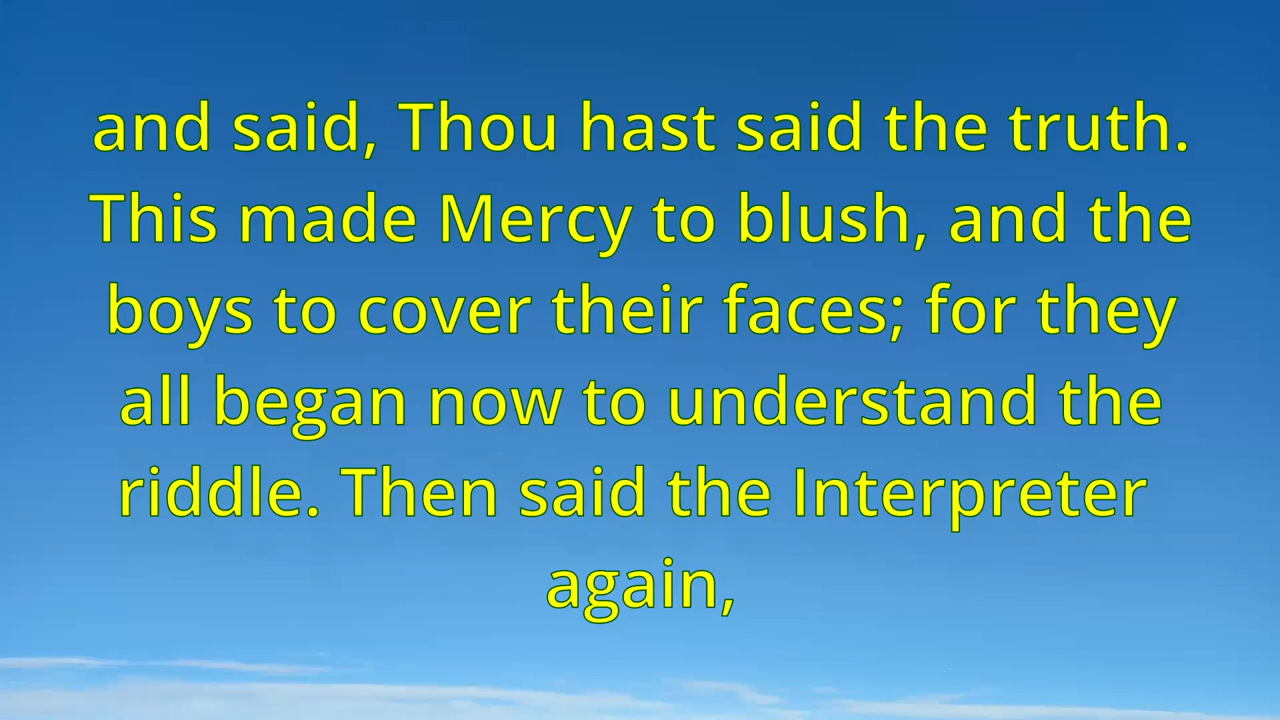 and said, Thou hast said the truth.
This made Mercy to blush, and the
boys to cover their faces; for they
all began now to understand the
riddle. Then said the Interpreter
again,